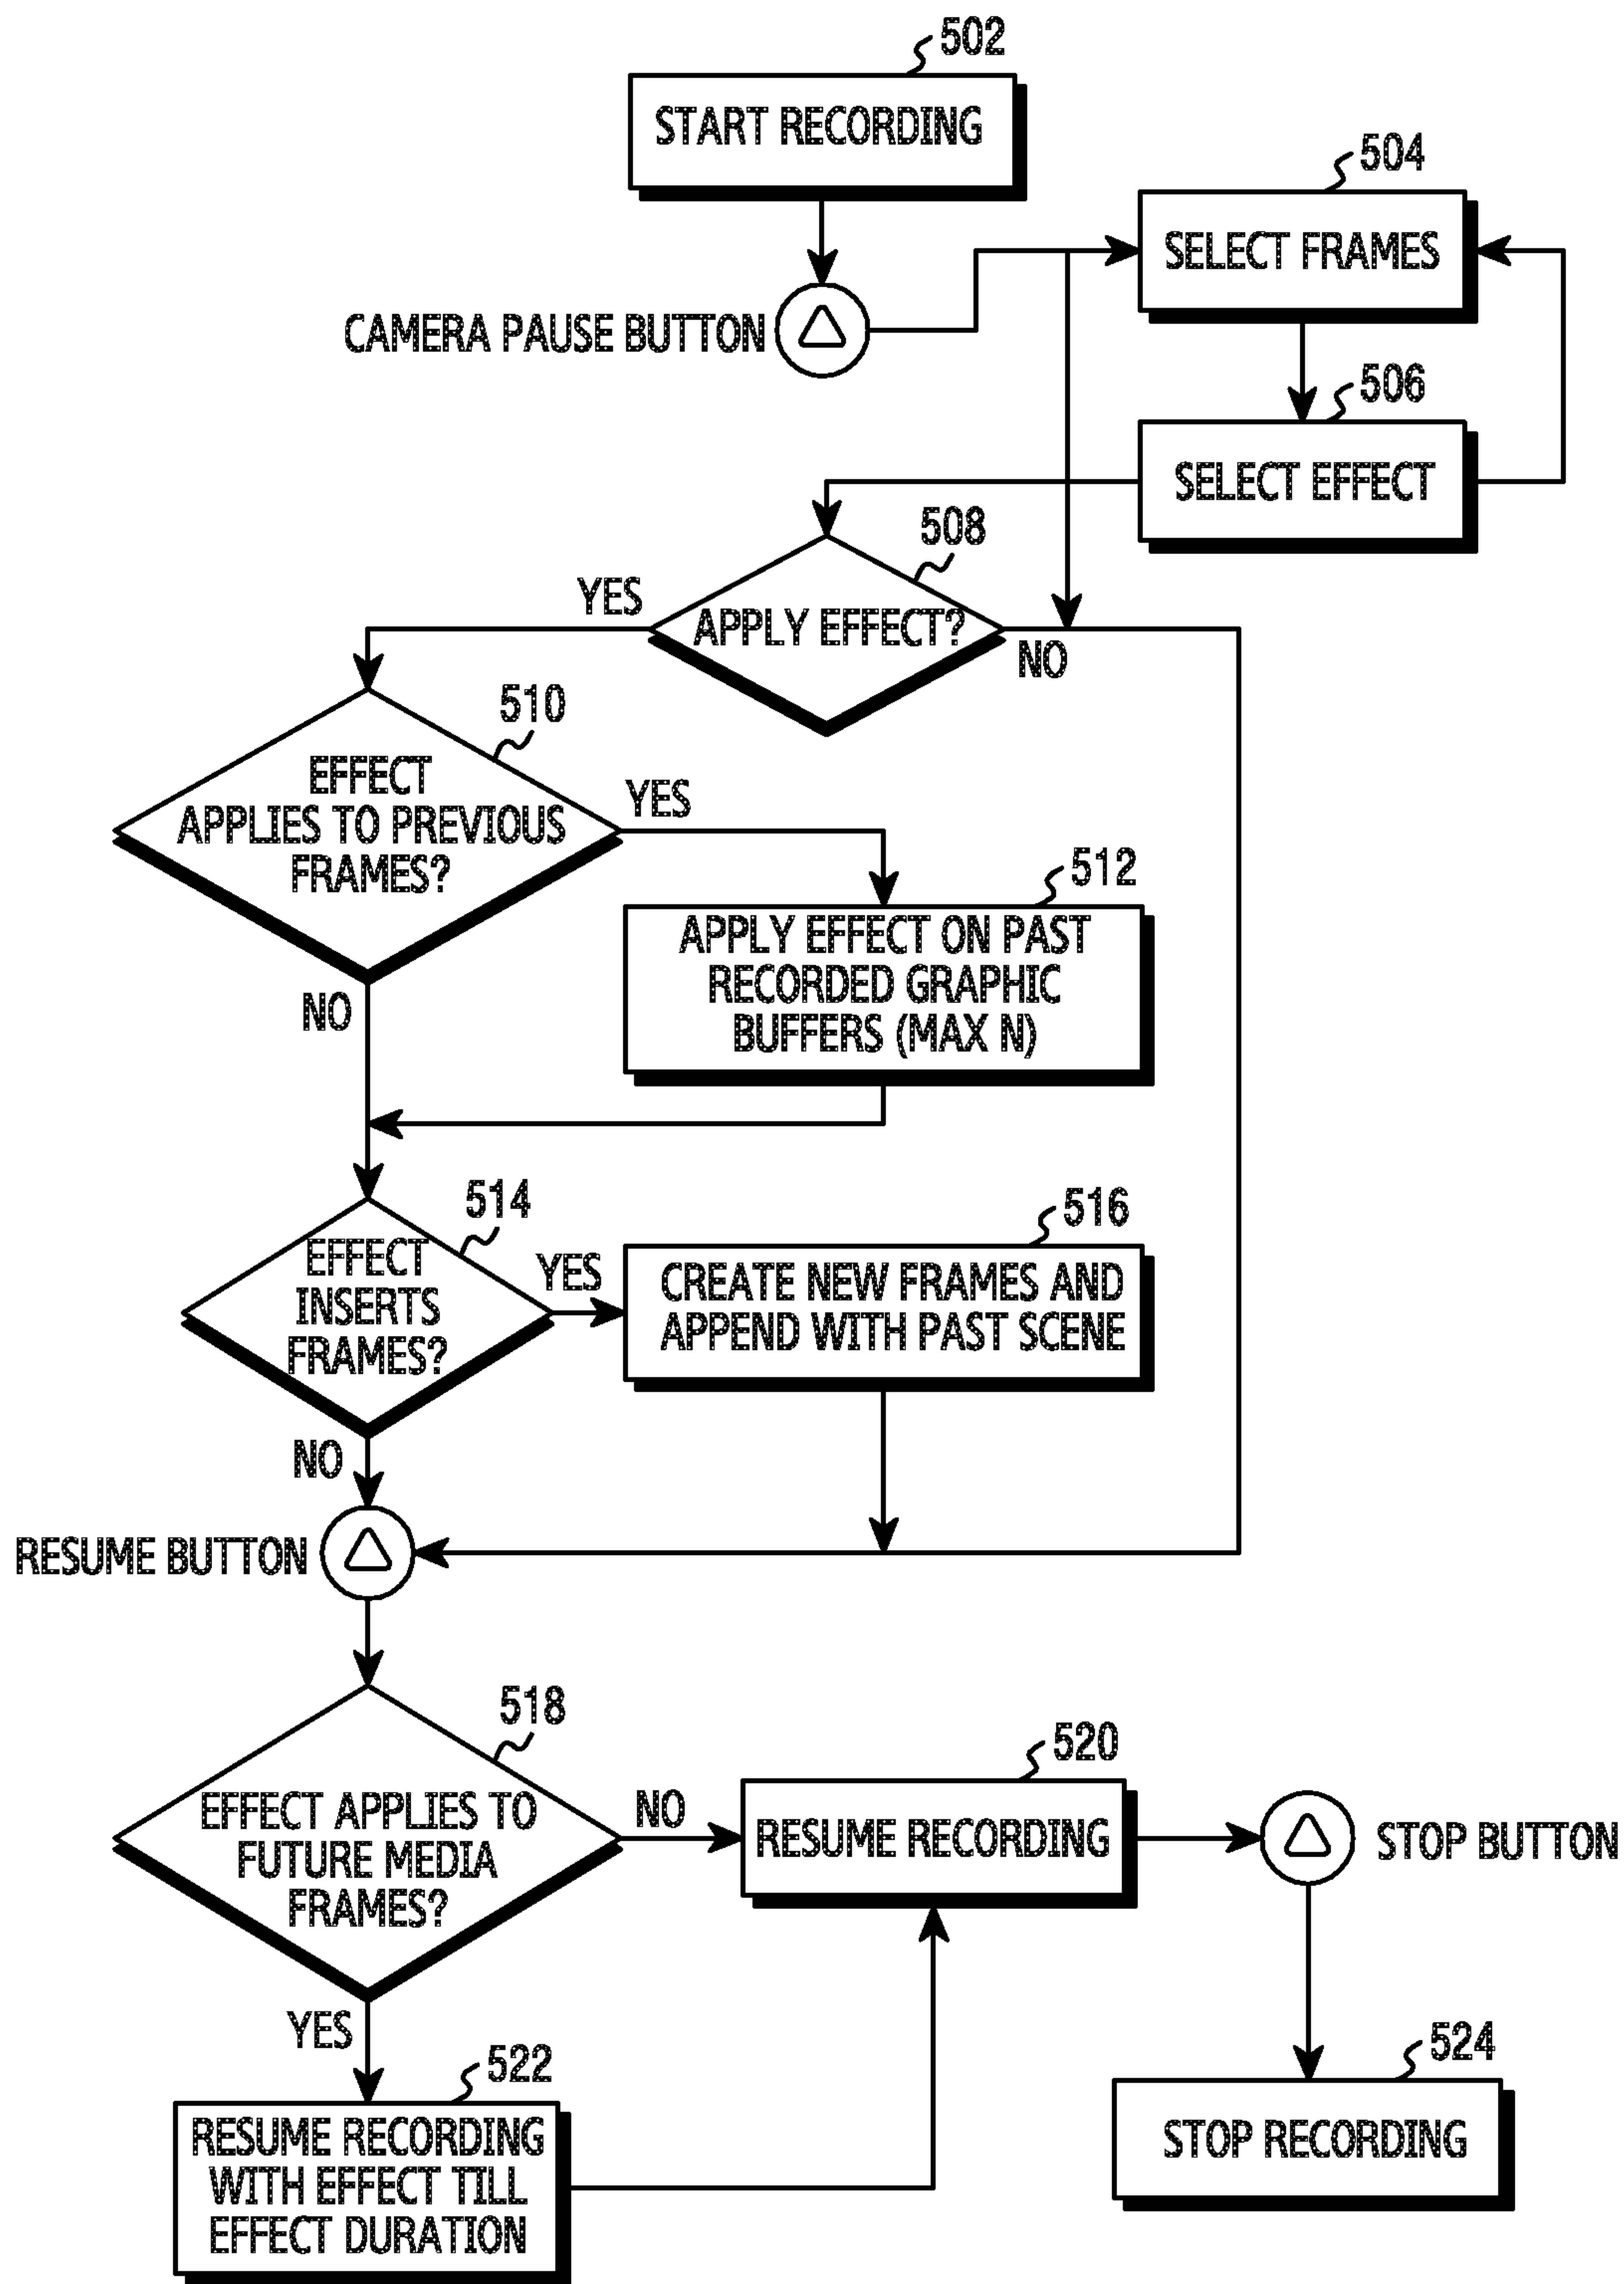 502
START RECORDING
504
SELECT FRAMES
CAMERA PAUSE BUTTON
506
SELECT EFFECT
508
YES
APPLY EFFECT?
NO
510
EFFECT
APPLIES TO PREVIOUS
FRAMES?
YES
NO
512
APPLY EFFECT ON PAST
RECORDED GRAPHIC
BUFFERS (MAX N)
514
EFFECT
INSERTS
FRAMES?
YES
NO
516
CREATE NEW FRAMES AND
APPEND WITH PAST SCENE
RESUME BUTTON
518
EFFECT APPLIES TO
FUTURE MEDIA
FRAMES?
NO
YES
520
RESUME RECORDING
STOP BUTTON
522
RESUME RECORDING
WITH EFFECT TILL
EFFECT DURATION
524
STOP RECORDING